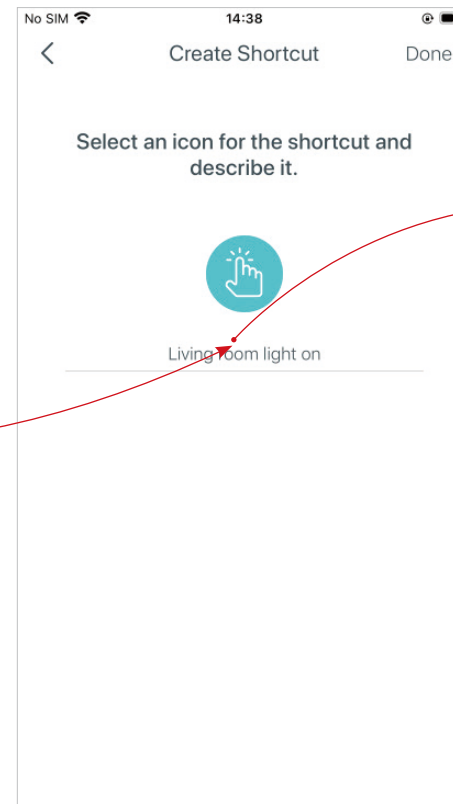 No SIM 14:38
Create Shortcut Done
Select an icon for the shortcut and
describe it.
Living room light on